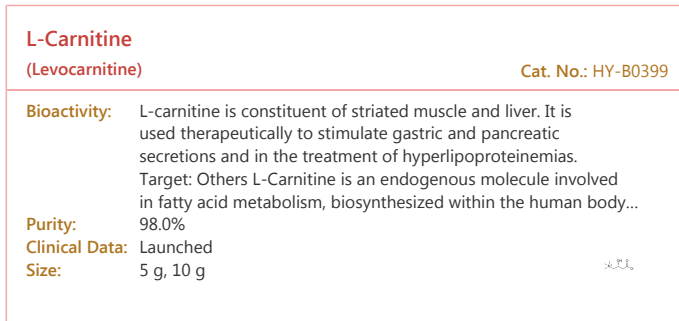 L-Carnitine
(Levocarnitine)
Cat. No.: HY-B0399
Bioactivity: L-carnitine is constituent of striated muscle and liver. It is
used therapeutically to stimulate gastric and pancreatic
secretions and in the treatment of hyperlipoproteinemias.
Target: Others L-Carnitine is an endogenous molecule involved
in fatty acid metabolism, biosynthesized within the human body...
Purity: 98.0%
Clinical Data: Launched
Size: 5 g, 10 g